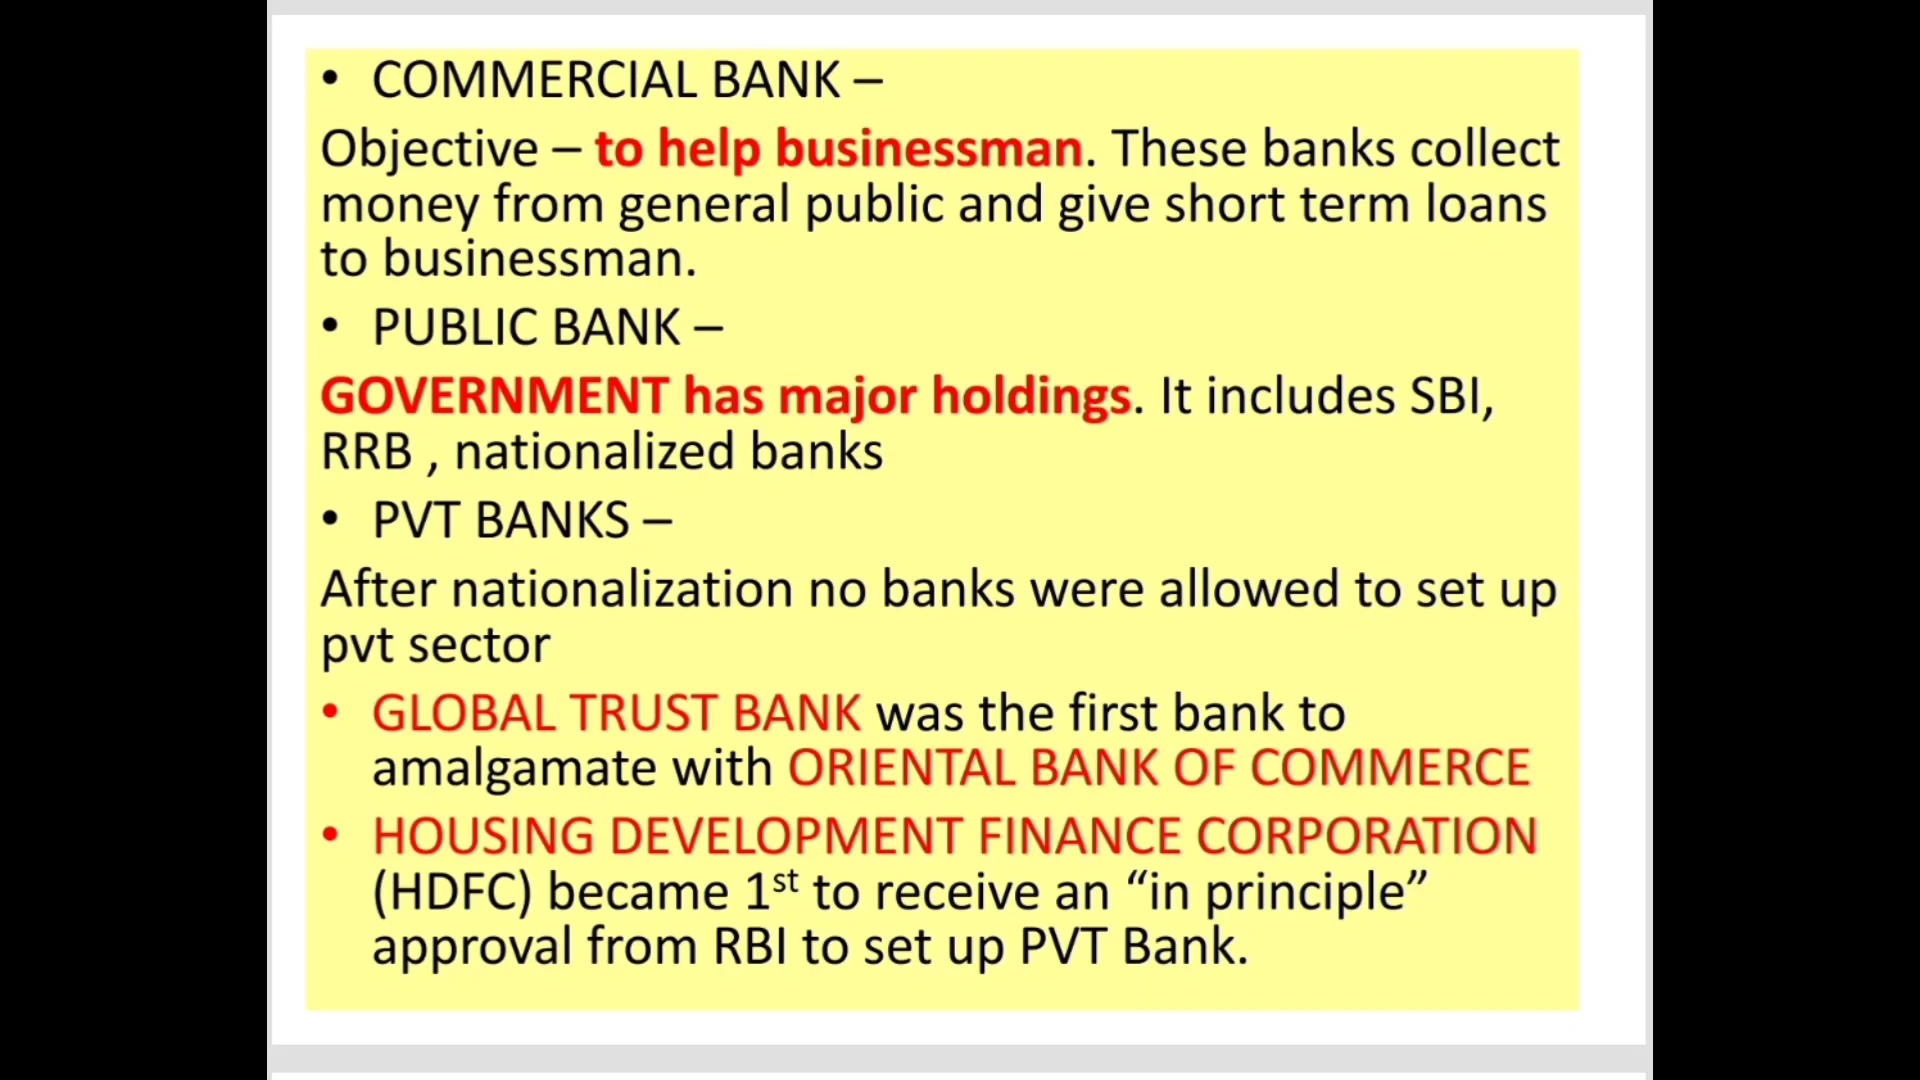 • COMMERCIAL BANK –
Objective – to help businessman. These banks collect
money from general public and give short term loans
to businessman.
• PUBLIC BANK –
GOVERNMENT has major holdings. It includes SBI,
RRB , nationalized banks
• PVT BANKS –
After nationalization no banks were allowed to set up
pvt sector
• GLOBAL TRUST BANK was the first bank to
amalgamate with ORIENTAL BANK OF COMMERCE
• HOUSING DEVELOPMENT FINANCE CORPORATION
(HDFC) became 1st to receive an “in principle”
approval from RBI to set up PVT Bank.